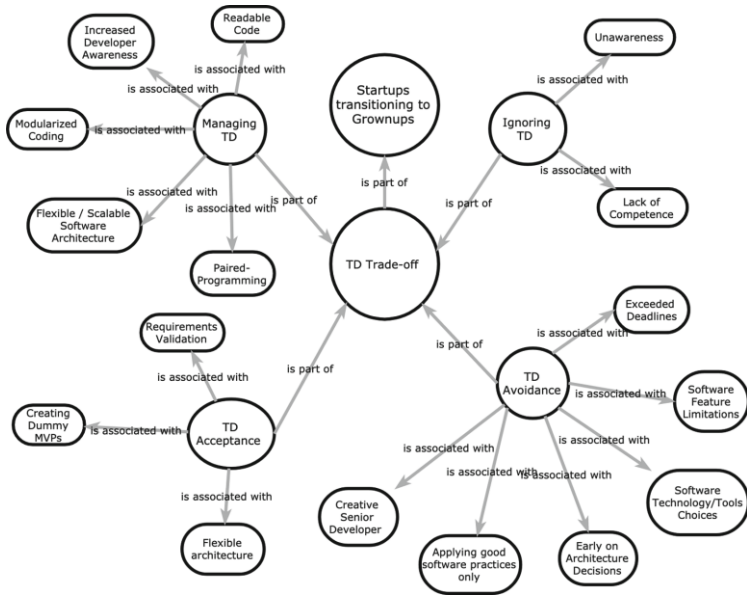 Increased
Developer
Awareness
Readable
Code
is associated with
is associated with
Modularized
Coding
is associated with
Managing
TD
Startups
transitioning to
Grownups
Unawareness
is associated with
Ignoring
TD
is associated with
Lack of
Competence
is associated with
Flexible / Scalable
Software
Architecture
is associated with
Paired-
Programming
is part of
is part of
is part of
TD Trade-off
Requirements
Validation
is associated with
Creating
Dummy
MVPs
is associated with
TD
Acceptance
is part of
is associated with
Flexible
architecture
is part of
Exceeded
Deadlines
is associated with
TD
Avoidance
is associated with
Software
Feature
Limitations
is associated with
is associated with
is associated with
is associated with
Creative
Senior
Developer
Applying good
software practices
only
Early on
Architecture
Decisions
Software
Technology/Tools
Choices